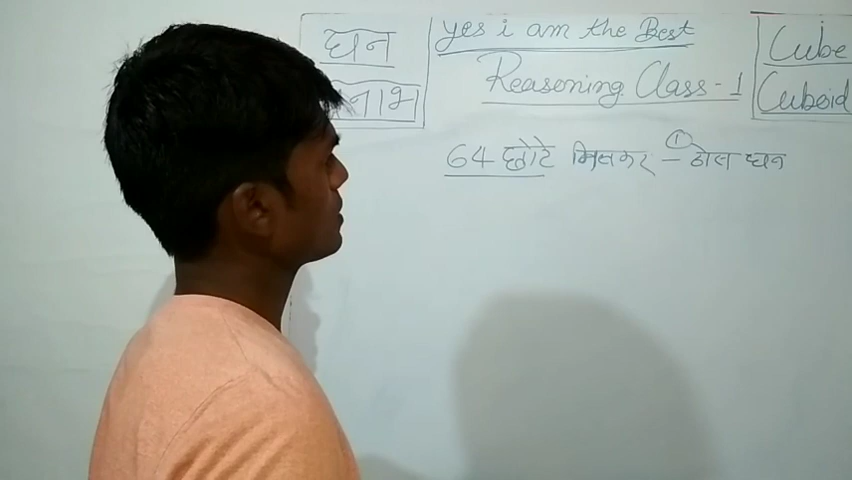 घन
yes i am the Best
Reasoning Class - 1
Cube
Cuboid
64 छोटे मिलकर – ① ठोस घन